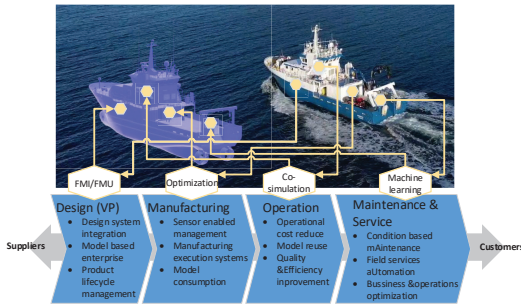 FMI/FMU
Optimization
Co-
simulation
Machine
learning
Suppliers
Design (VP)
• Design system
integration
• Model based
enterprise
• Product
lifecycle
management
Manufacturing
• Sensor enabled
management
• Manufacturing
execution systems
• Model
consumption
Operation
• Operational
cost reduce
• Model reuse
• Quality
&Efficiency
inprovement
Maintenance &
Service
• Condition based
mAintenance
• Field services
aUtomation
• Bussiness &operations
optimization
Customers